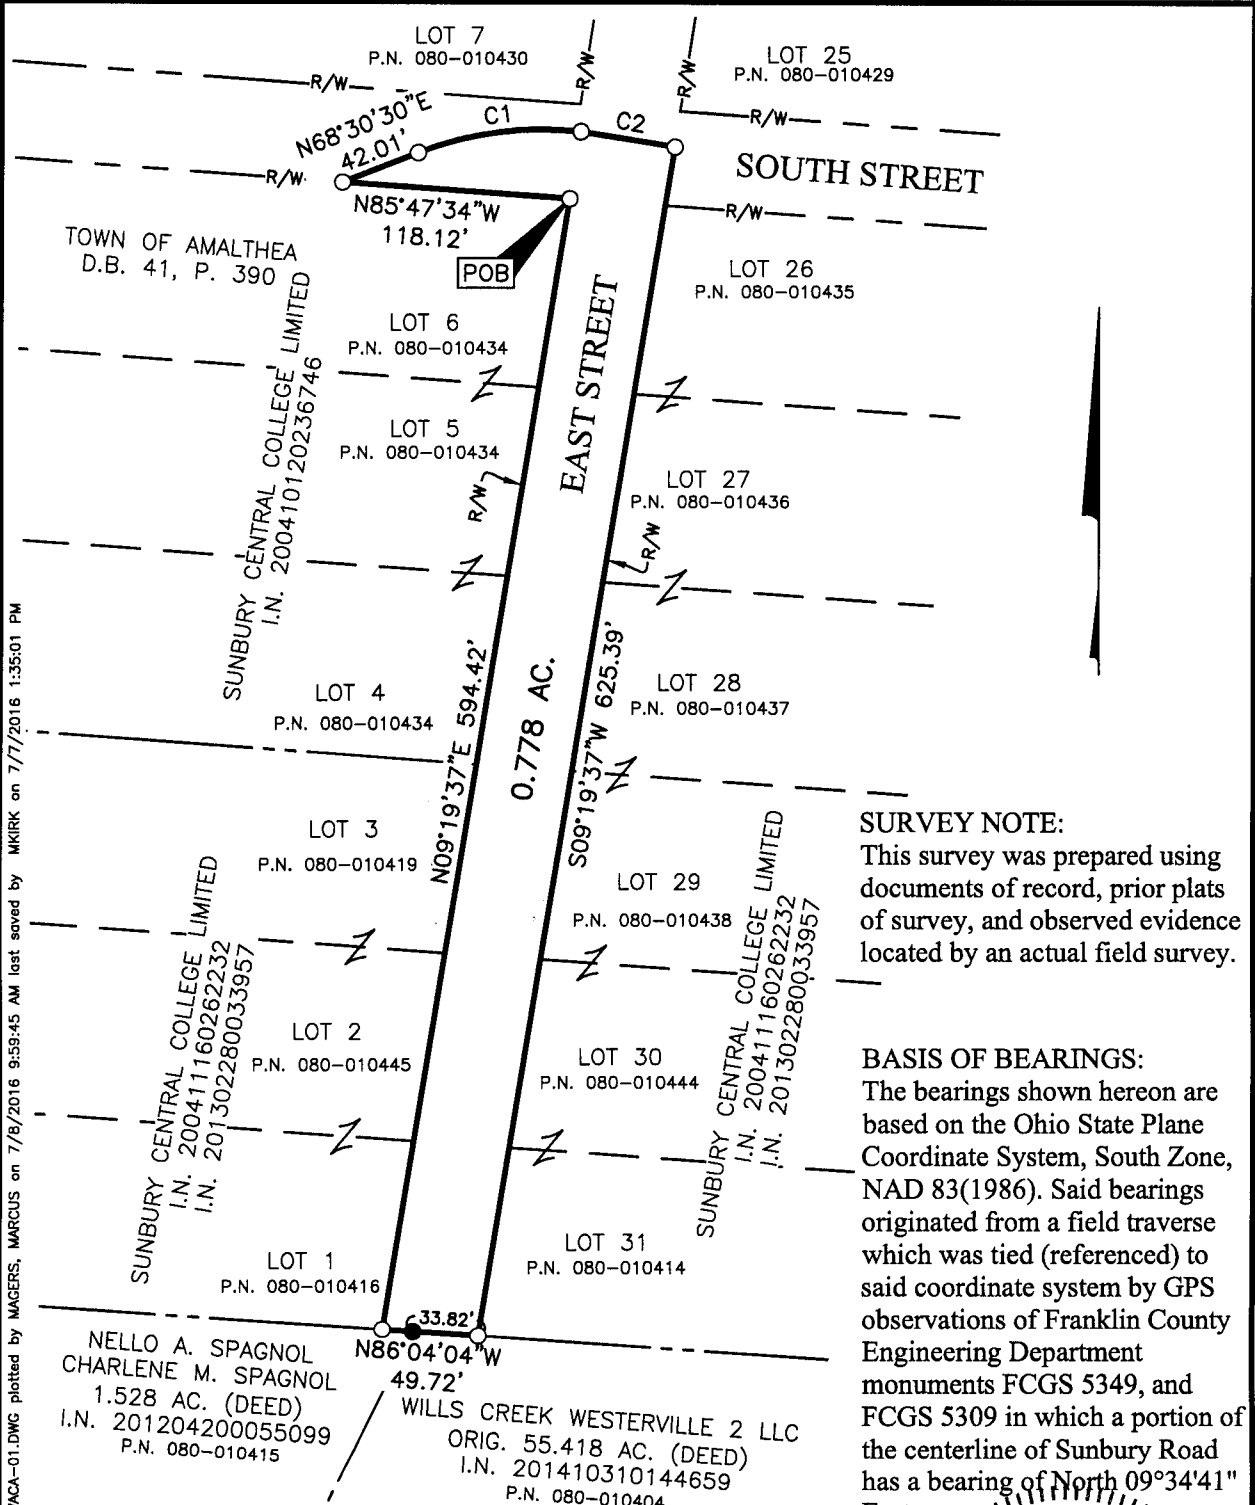 LOT 7
P.N. 080-010430
LOT 25
P.N. 080-010429
R/W
R/W
R/W
R/W
N68°30'30"E
42.01'
C1
C2
SOUTH STREET
R/W
R/W
N85°47'34"W
118.12'
POB
TOWN OF AMALTHEA
D.B. 41, P. 390
LOT 26
P.N. 080-010435
LOT 6
P.N. 080-010434
EAST STREET
SUNBURY CENTRAL COLLEGE LIMITED
I.N. 200410120236746
LOT 5
P.N. 080-010434
R/W
LOT 27
P.N. 080-010436
R/W
LOT 4
P.N. 080-010434
N09°19'37"E 594.42'
0.778 AC.
S09°19'37"W 625.39'
LOT 28
P.N. 080-010437
LOT 3
P.N. 080-010419
LOT 29
P.N. 080-010438
SUNBURY CENTRAL COLLEGE LIMITED
I.N. 200411160262232
I.N. 201302280033957
SUNBURY CENTRAL COLLEGE LIMITED
I.N. 200411160262232
I.N. 201302280033957
LOT 2
P.N. 080-010445
LOT 30
P.N. 080-010444
LOT 1
P.N. 080-010416
LOT 31
P.N. 080-010414
33.82'
N86°04'04"W
49.72'
NELLO A. SPAGNOL
CHARLENE M. SPAGNOL
1.528 AC. (DEED)
I.N. 201204200055099
P.N. 080-010415
WILLS CREEK WESTERVILLE 2 LLC
ORIG. 55.418 AC. (DEED)
I.N. 201410310144659
P.N. 080-010404
SURVEY NOTE:
This survey was prepared using
documents of record, prior plats
of survey, and observed evidence
located by an actual field survey.
BASIS OF BEARINGS:
The bearings shown hereon are
based on the Ohio State Plane
Coordinate System, South Zone,
NAD 83(1986). Said bearings
originated from a field traverse
which was tied (referenced) to
said coordinate system by GPS
observations of Franklin County
Engineering Department
monuments FCGS 5349, and
FCGS 5309 in which a portion of
the centerline of Sunbury Road
has a bearing of North 09°34'41"
VACA-01.DWG plotted by MAGERS, MARCUS on 7/8/2016 9:59:45 AM last saved by MKIRK on 7/7/2016 1:35:01 PM